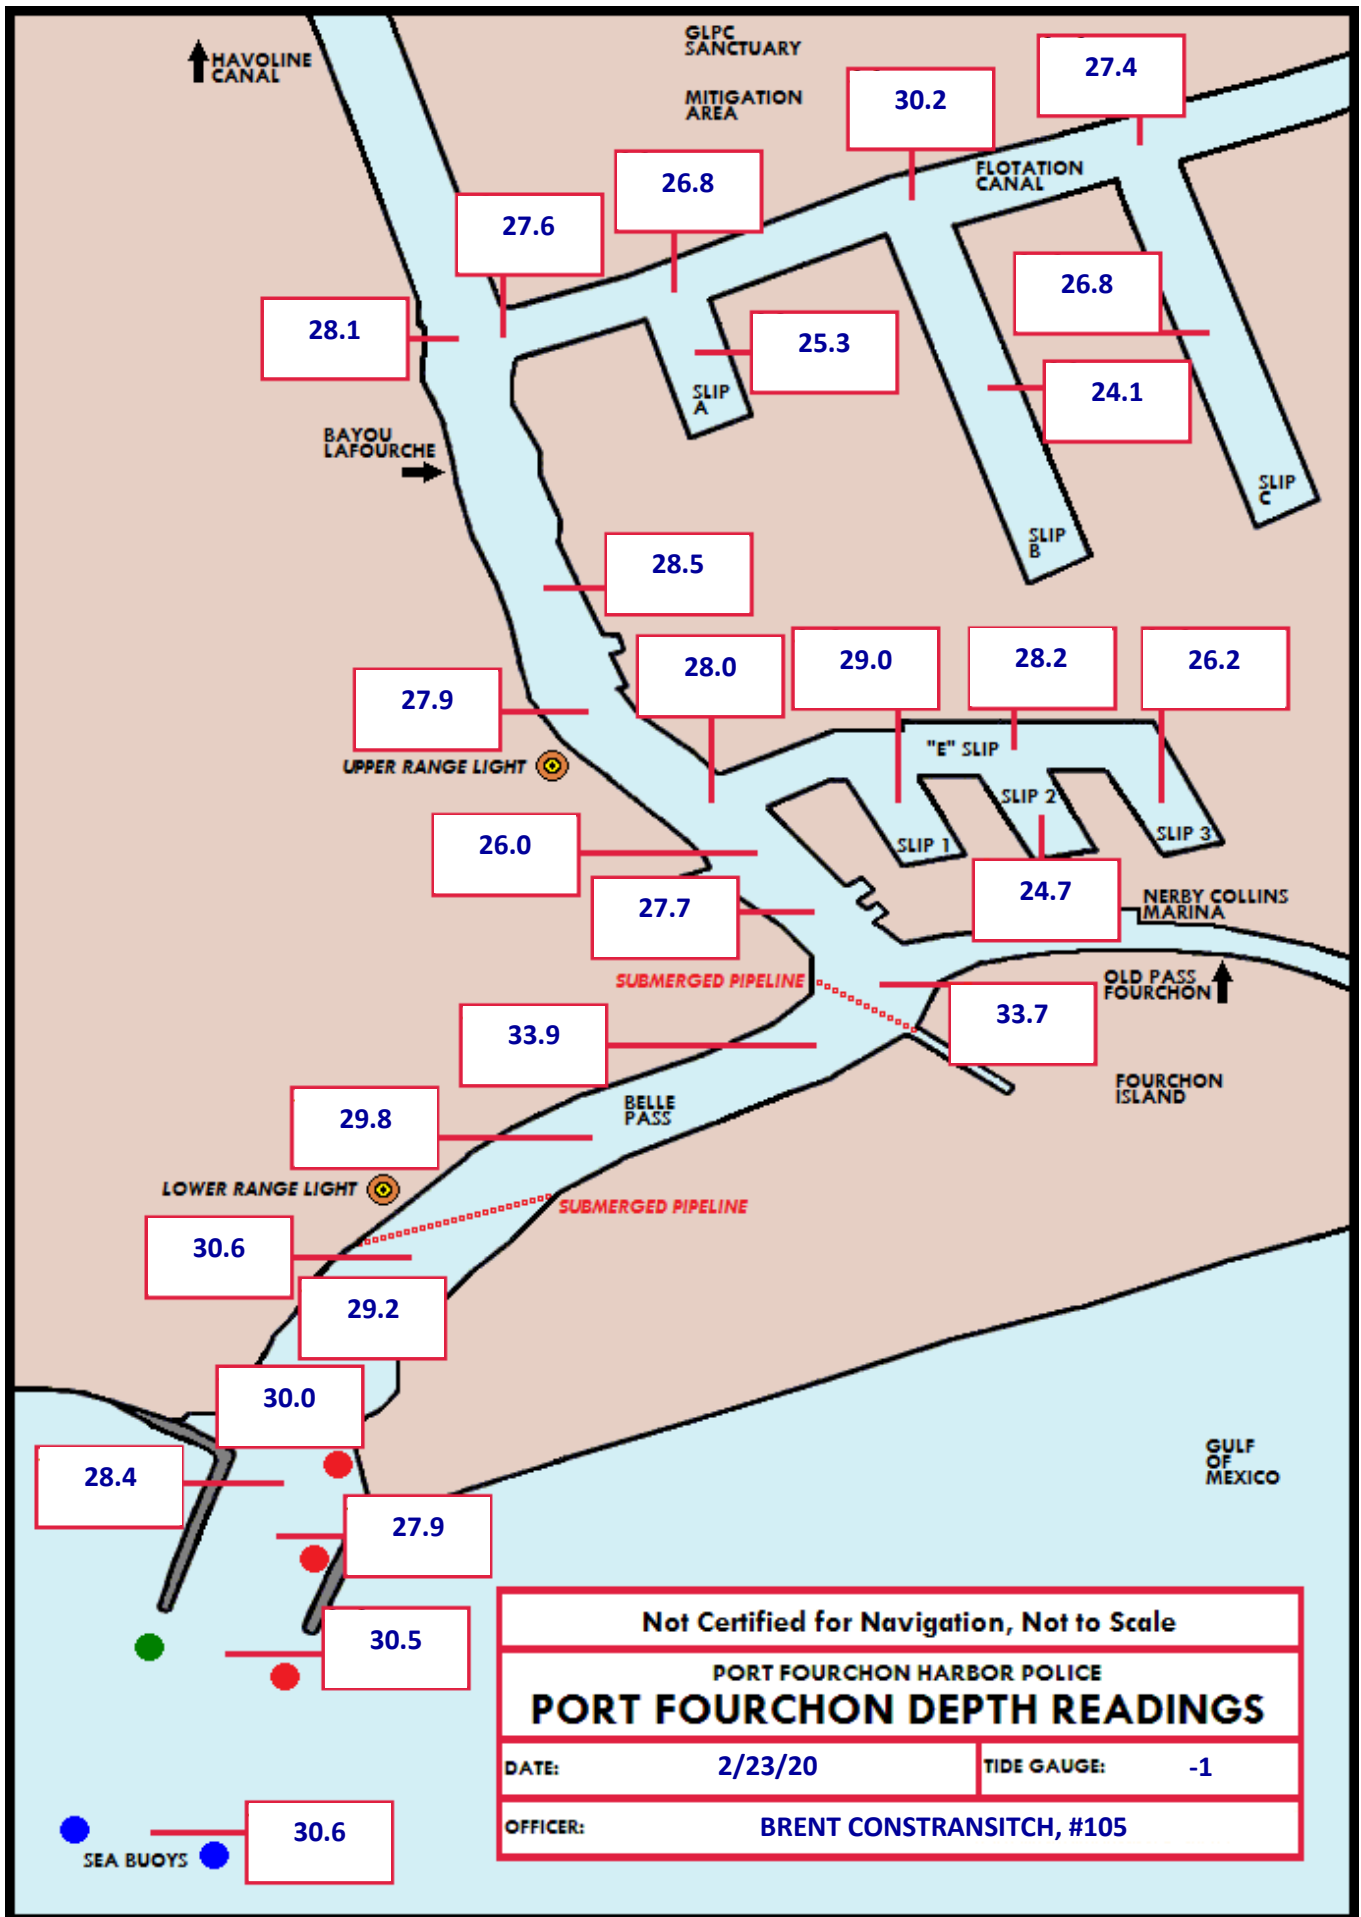 GLPC
SANCTUARY
HAVOLINE
CANAL
27.4
MITIGATION
AREA
30.2
FLOTATION
CANAL
26.8
27.6
26.8
28.1
25.3
24.1
SLIP
A
BAYOU
LAFOURCHE
SLIP
C
SLIP
B
28.5
28.0
29.0
28.2
26.2
27.9
"E" SLIP
UPPER RANGE LIGHT
SLIP 2
SLIP 1
SLIP 3
26.0
24.7
27.7
NERBY COLLINS
MARINA
SUBMERGED PIPELINE
OLD PASS
FOURCHON
33.7
33.9
FOURCHON
ISLAND
BELLE
PASS
29.8
LOWER RANGE LIGHT
SUBMERGED PIPELINE
30.6
29.2
30.0
GULF
OF
MEXICO
28.4
27.9
30.5
Not Certified for Navigation, Not to Scale
PORT FOURCHON HARBOR POLICE
PORT FOURCHON DEPTH READINGS
DATE: 2/23/20 TIDE GAUGE: -1
OFFICER: BRENT CONSTRANSITCH, #105
30.6
SEA BUOYS